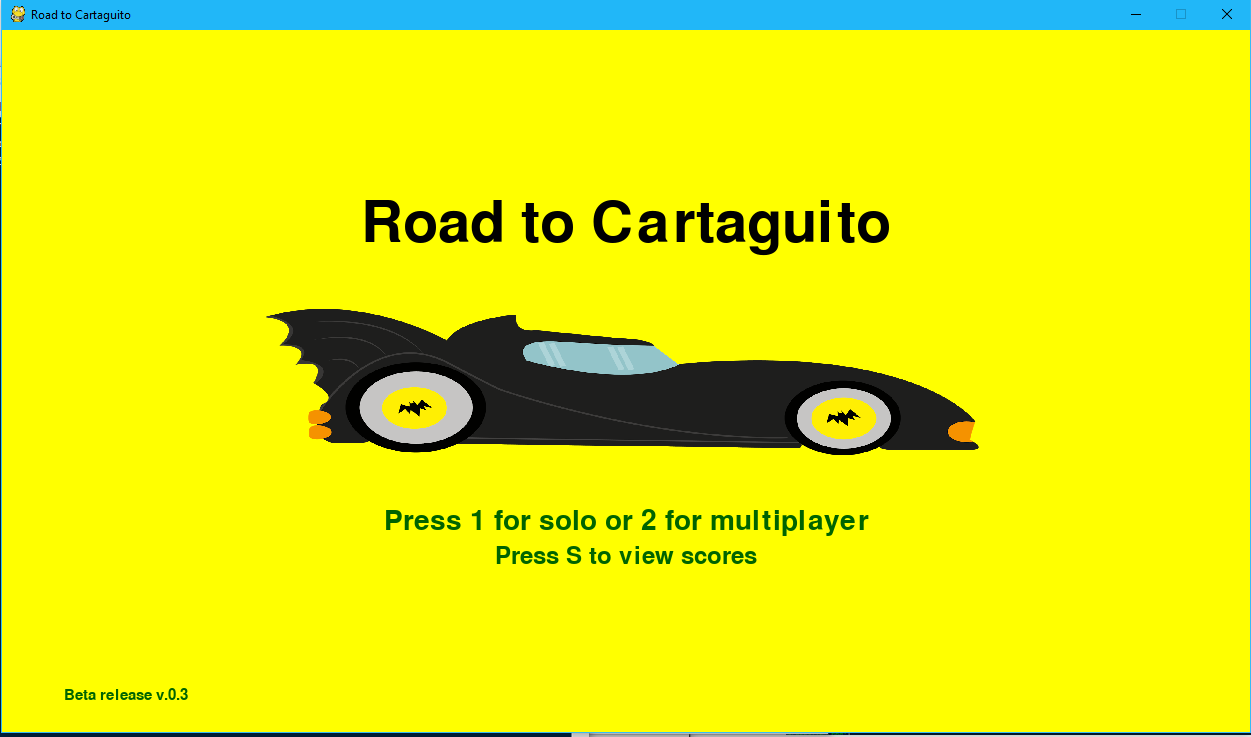 Road to Cartaguito
Road to Cartaguito
Press 1 for solo or 2 for multiplayer
Press S to view scores
Beta release v.0.3